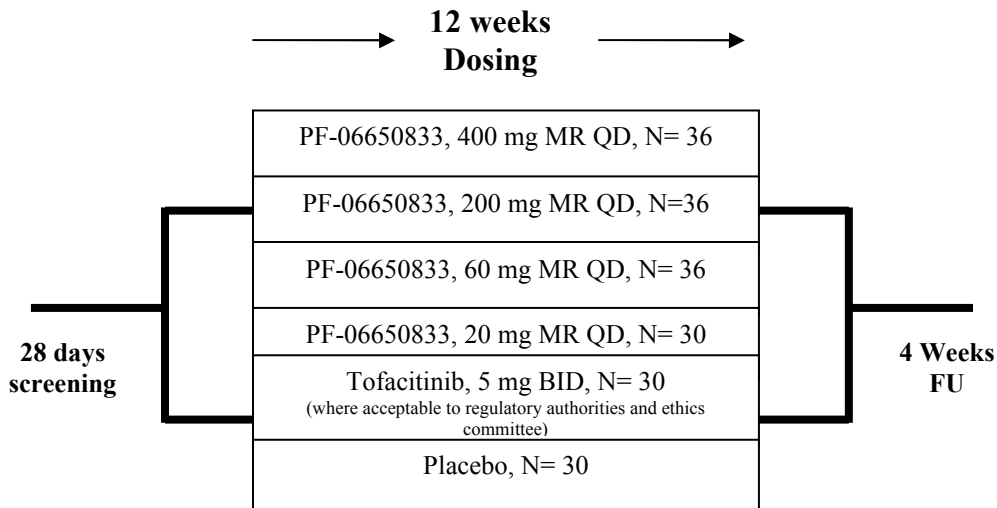 12 weeks
Dosing
PF-06650833, 400 mg MR QD, N= 36
PF-06650833, 200 mg MR QD, N=36
PF-06650833, 60 mg MR QD, N= 36
PF-06650833, 20 mg MR QD, N= 30
28 days
screening
Tofacitinib, 5 mg BID, N= 30
(where acceptable to regulatory authorities and ethics
committee)
4 Weeks
FU
Placebo, N= 30